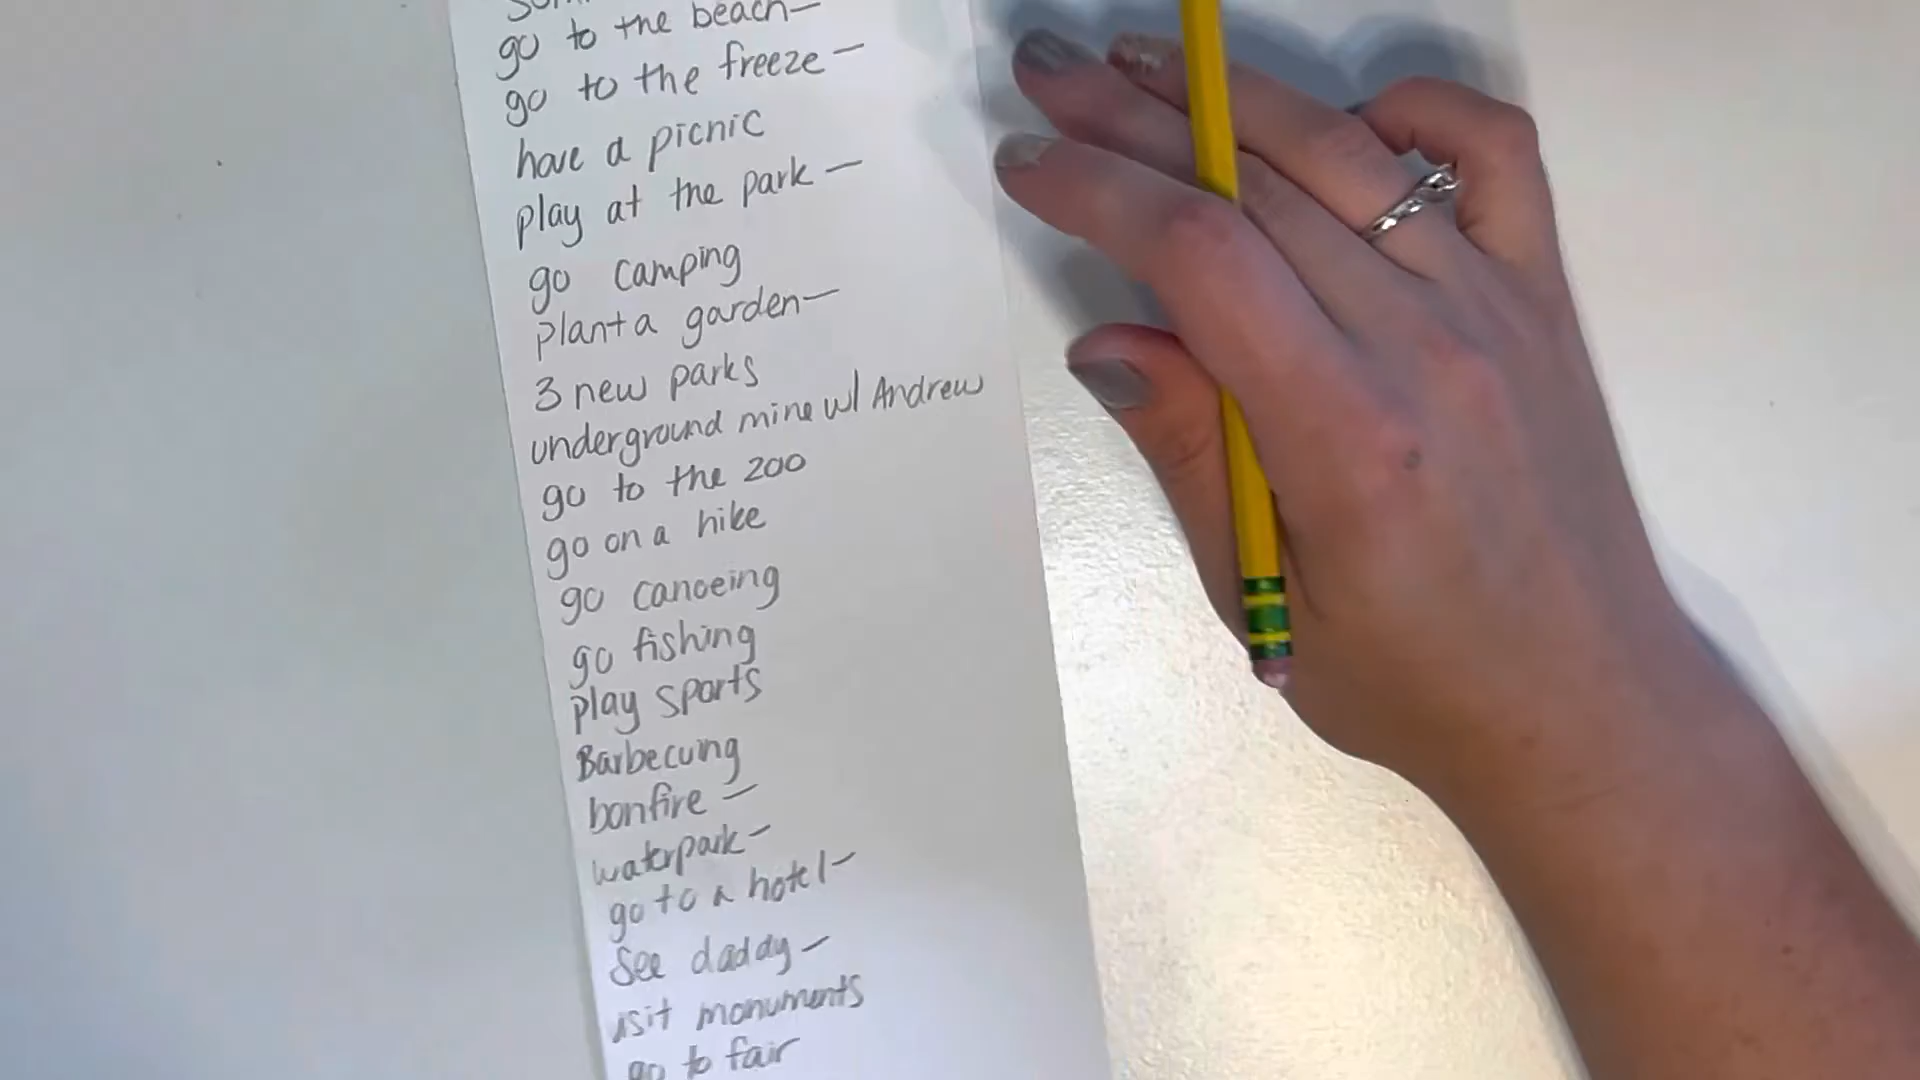 go to the beach—
go to the freeze —
have a picnic
play at the park —
go camping
plant a garden—
3 new parks
underground mine w/ Andrew
go to the zoo
go on a hike
go canoeing
go fishing
play sports
Barbecuing
bonfire —
waterpark—
go to a hotel—
See daddy—
visit monuments
go to fair